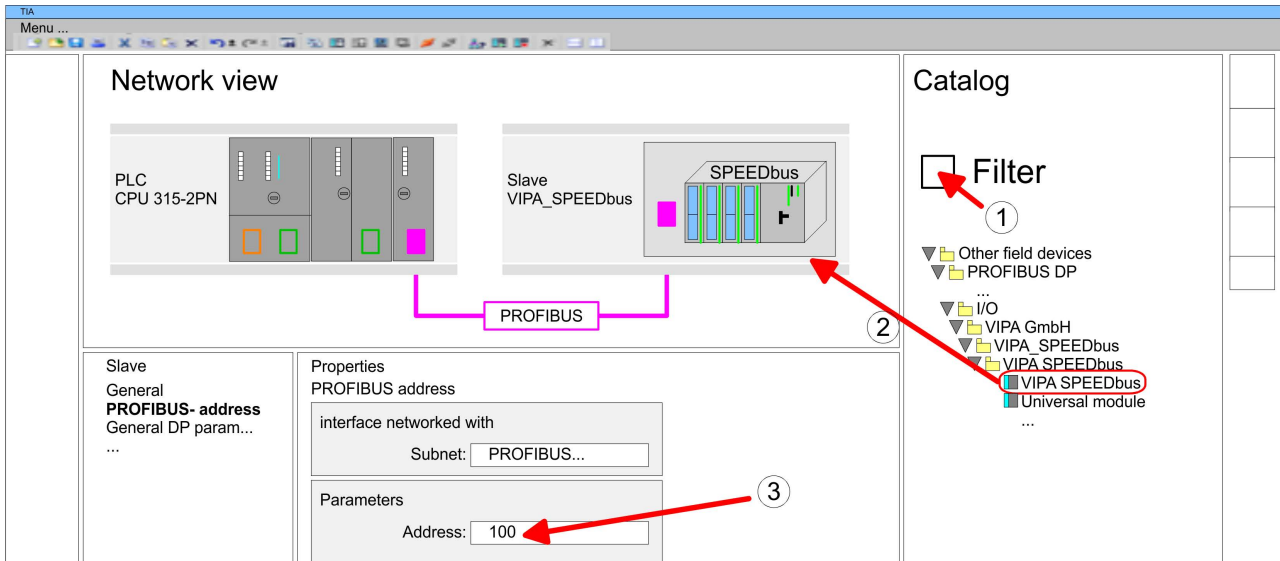 TIA
Menu ...
Network view
PLC
CPU 315-2PN
Slave
VIPA_SPEEDbus
SPEEDbus
PROFIBUS
2
Catalog
Filter
1
Other field devices
PROFIBUS DP
...
I/O
VIPA GmbH
VIPA_SPEEDbus
VIPA SPEEDbus
VIPA SPEEDbus
Universal module
...
Slave
General
PROFIBUS- address
General DP param...
...
Properties
PROFIBUS address
interface networked with
Subnet: PROFIBUS...
Parameters
Address: 100
3